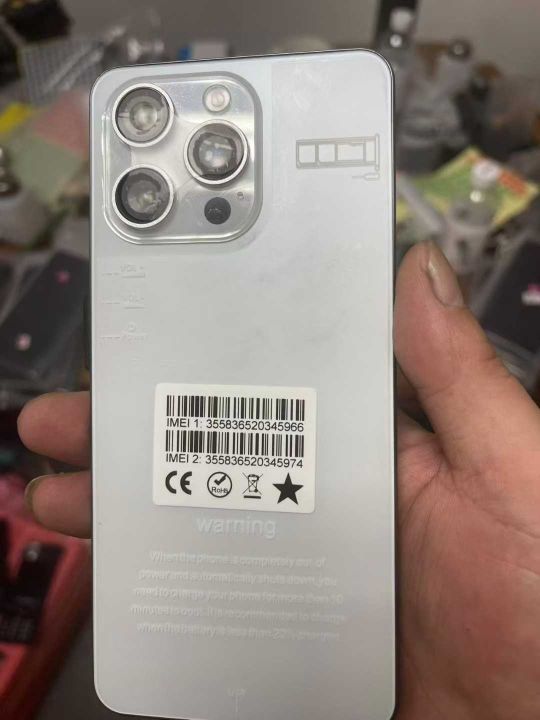 VOL+
VOL-
POWER
IMEI 1: 355836520345966
IMEI 2: 355836520345974
CE RoHS
warning
When the phone is completely out of
power and automatically shuts down, you
need to charge your phone for more than 10
minutes to boot. It is recommended to charge
when the battery is less than 20%